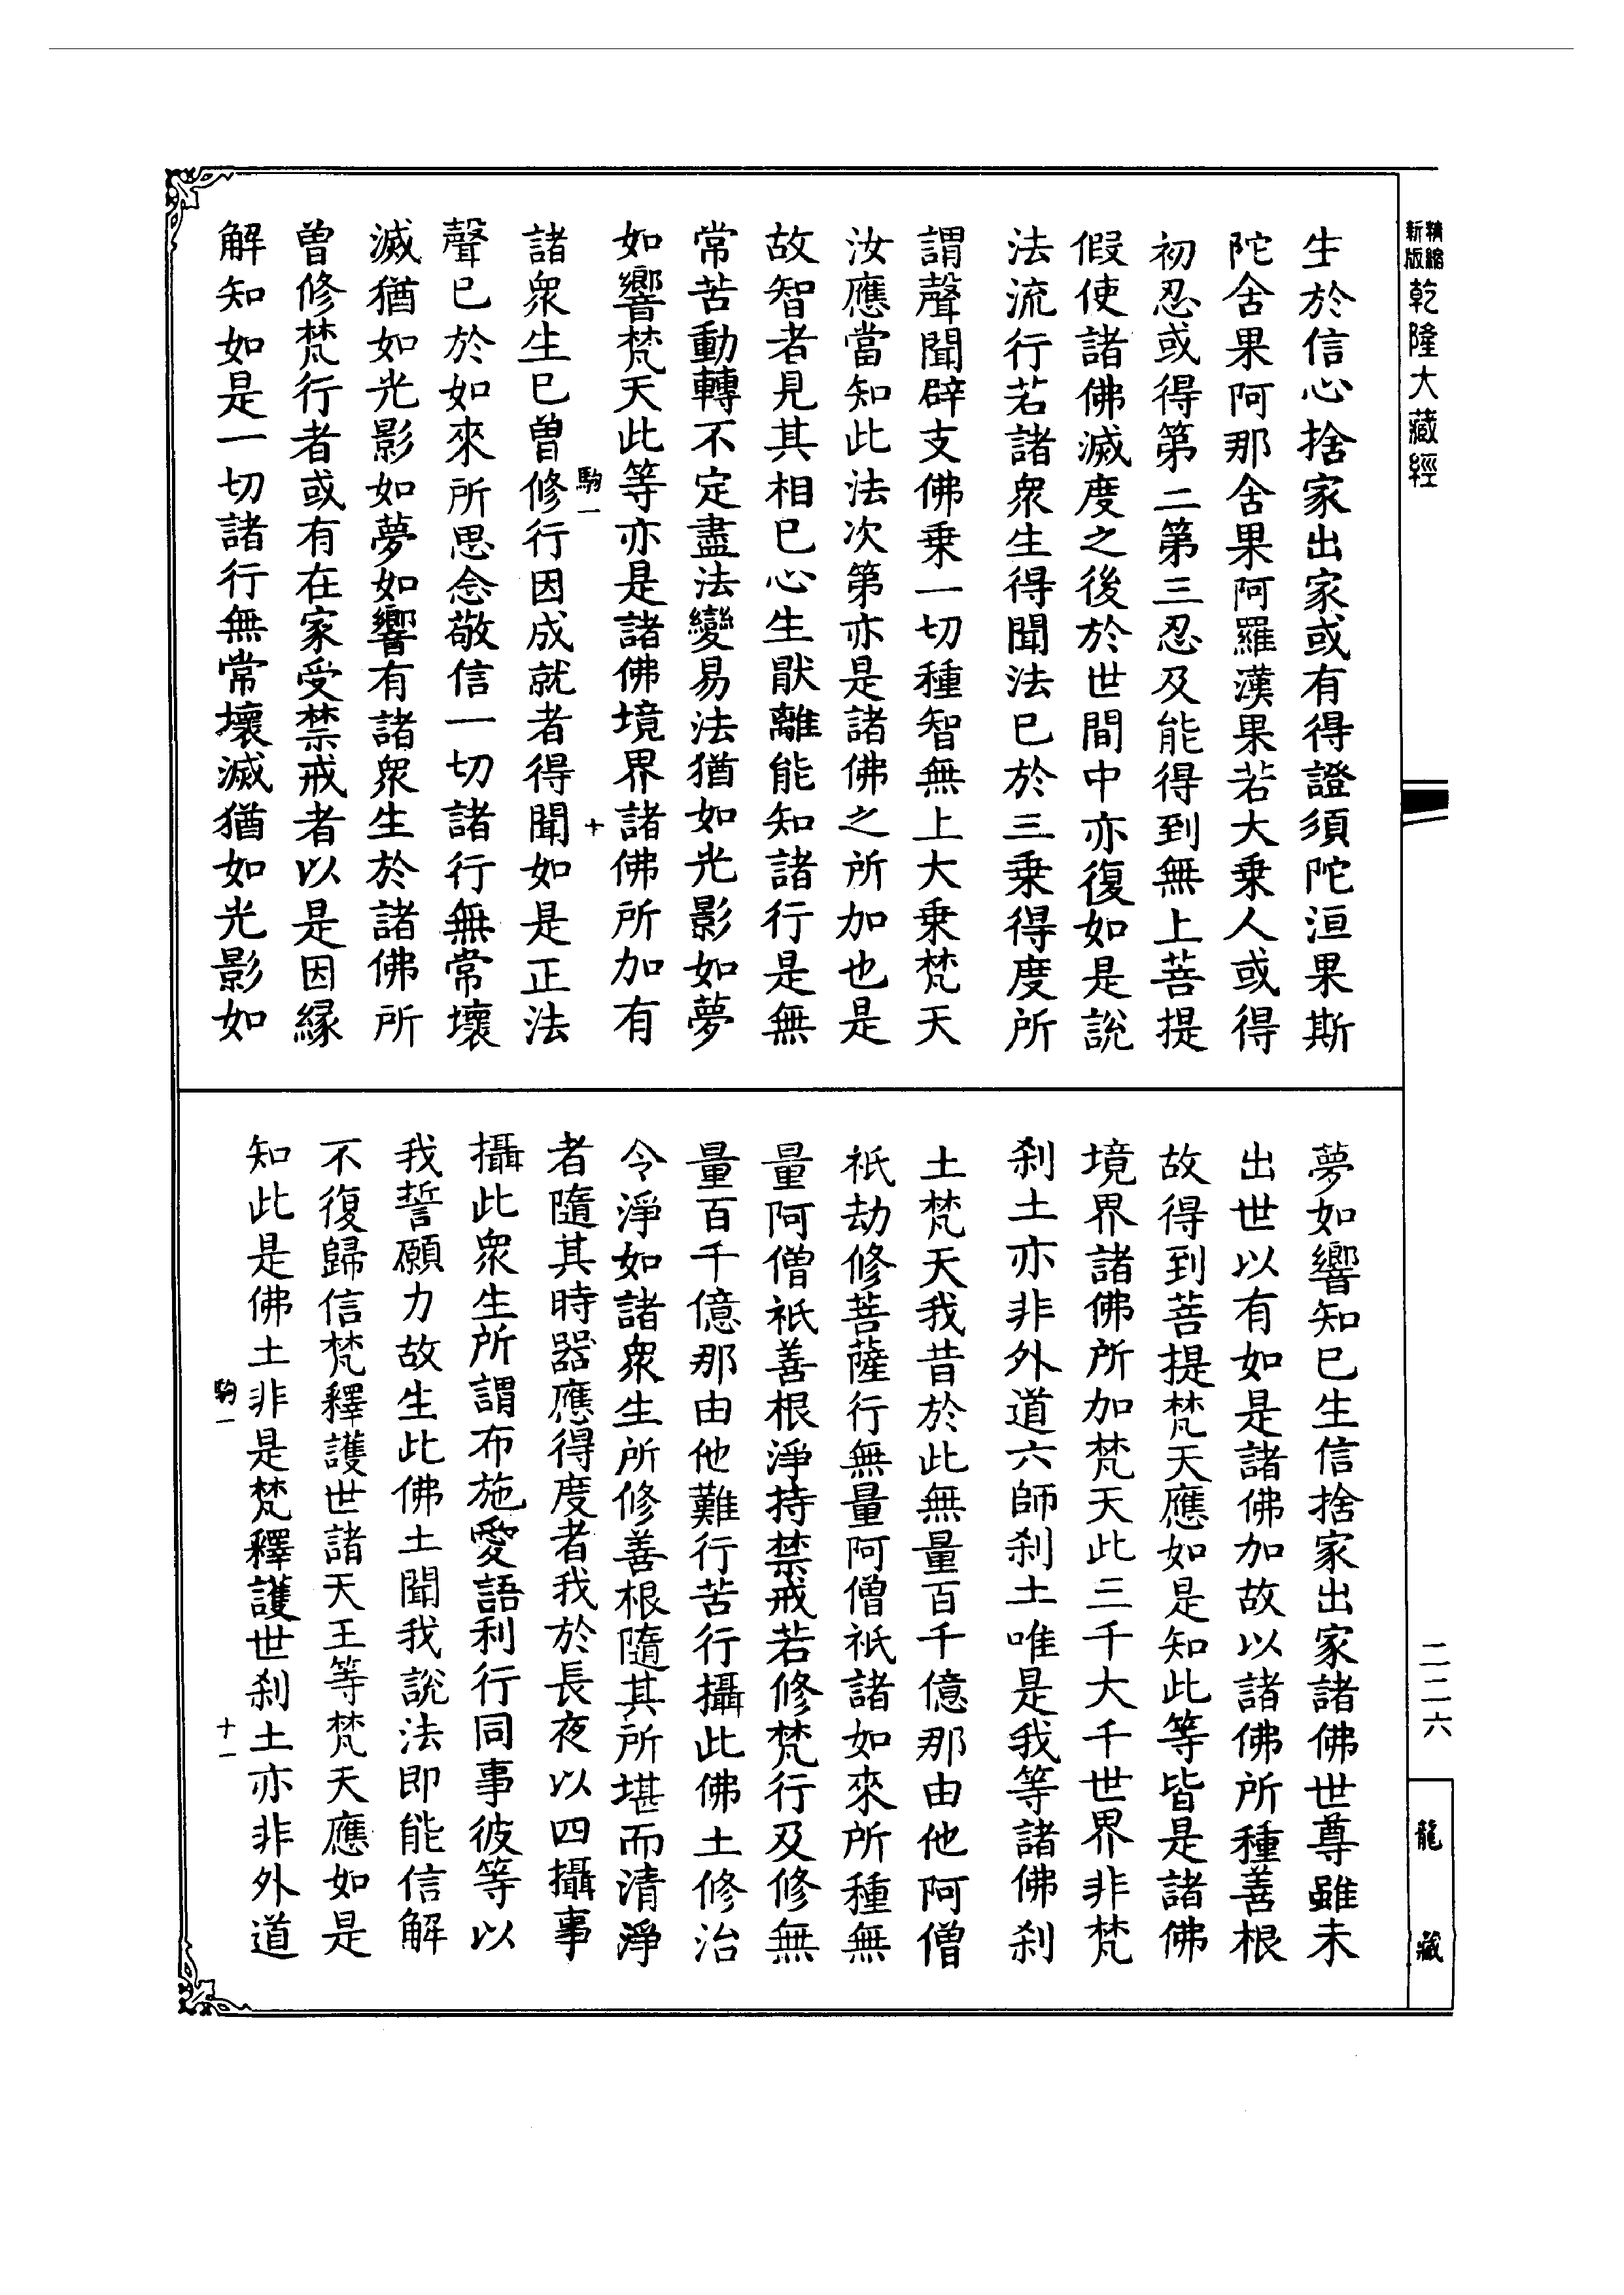 新版精縮
乾隆大藏經
生於信心捨家出家或有得證須陀洹果斯
陀舍果阿那舍果阿羅漢果若大乗人或得
初忍或得第二第三忍及能得到無上菩提
假使諸佛滅度之後於世間中亦復如是說
法流行若諸衆生得聞法已於三乗得度所
謂聲聞辟支佛乗一切種智無上大乗梵天
汝應當知此法次第亦是諸佛之所加也是
故智者見其相已心生猒離能知諸行是無
常苦動轉不定盡法變易法猶如光影如夢
如響梵天此等亦是諸佛境界諸佛所加有
駒一
十
諸衆生已曾修行因成就者得聞如是正法
聲已於如來所思念敬信一切諸行無常壞
滅猶如光影如夢如響有諸衆生於諸佛所
曾修梵行者或有在家受禁戒者以是因縁
解知如是一切諸行無常壞滅猶如光影如
夢如響知已生信捨家出家諸佛世尊雖未
出世以有如是諸佛加故以諸佛所種善根
故得到菩提梵天應如是知此等皆是諸佛
境界諸佛所加梵天此三千大千世界非梵
刹土亦非外道六師刹土唯是我等諸佛刹
土梵天我昔於此無量百千億那由他阿僧
祇劫修菩薩行無量阿僧祇諸如來所種無
量阿僧祇善根淨持禁戒若修梵行及修無
量百千億那由他難行苦行攝此佛土修治
令淨如諸衆生所修善根隨其所堪而清淨
者隨其時器應得度者我於長夜以四攝事
攝此衆生所謂布施愛語利行同事彼等以
我誓願力故生此佛土聞我說法即能信解
不復歸信梵釋護世諸天王等梵天應如是
知此是佛土非是梵釋護世刹土亦非外道
駒一
十一
二二六
龍藏